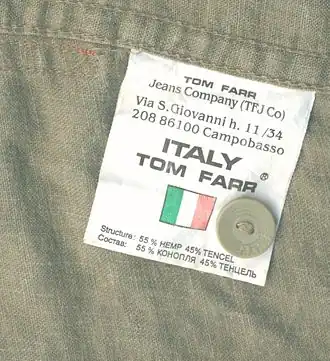 TOM FARR
Jeans Company (TFJ Co)
Via S.Giovanni h. 11/34
208 86100 Campobasso
ITALY
TOM FARR ®
Structure: 55 % HEMP 45% TENCEL
Состав: 55 % КОНОПЛЯ 45% ТЕНЦЕЛЬ